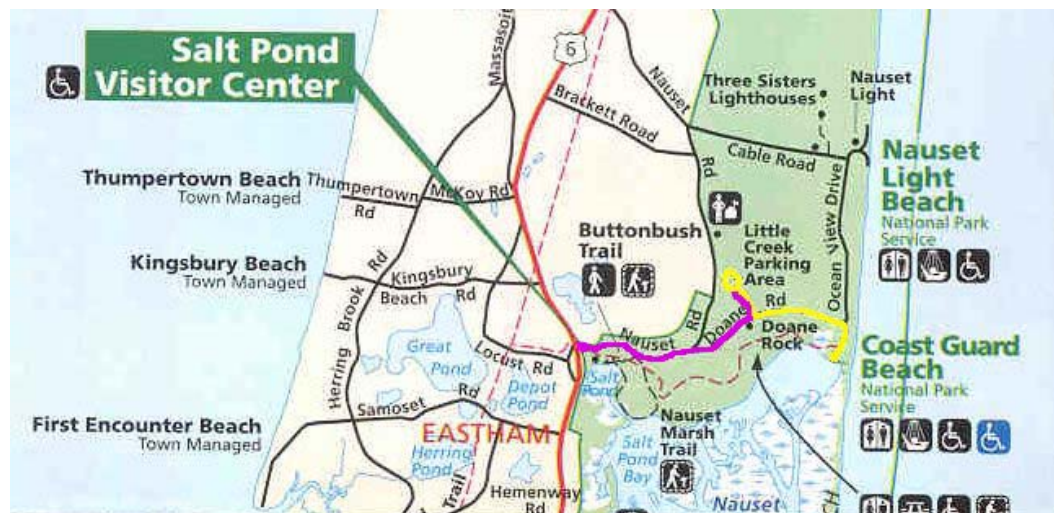 Salt Pond
Visitor Center
6
Massasoit
Nauset
Brackett Road
Three Sisters
Lighthouses
Nauset
Light
Cable Road
Rd
Nauset
Light
Beach
National Park
Service
Thumpertown Beach
Town Managed
Thumpertown
Rd
McKoy Rd
Ocean View Drive
Buttonbush
Trail
Little
Creek
Parking
Area
Kingsbury Beach
Town Managed
Kingsbury
Beach Rd
Herring Brook Rd
Rd
Doane
Rd
Nauset
Doane
Rock
Coast Guard
Beach
National Park
Service
Great
Pond
Locust Rd
Depot
Pond
Salt
Pond
Samoset Rd
First Encounter Beach
Town Managed
EASTHAM
Herring
Pond
Nauset
Marsh
Trail
Salt
Pond
Bay
Trail
Hemenway
Rd
Nauset
CH